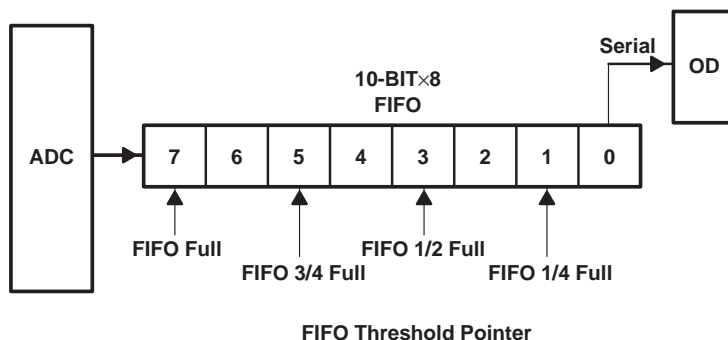 Serial
OD
10-BIT×8
FIFO
ADC
7 6 5 4 3 2 1 0
FIFO Full
FIFO 1/2 Full
FIFO 3/4 Full
FIFO 1/4 Full
FIFO Threshold Pointer